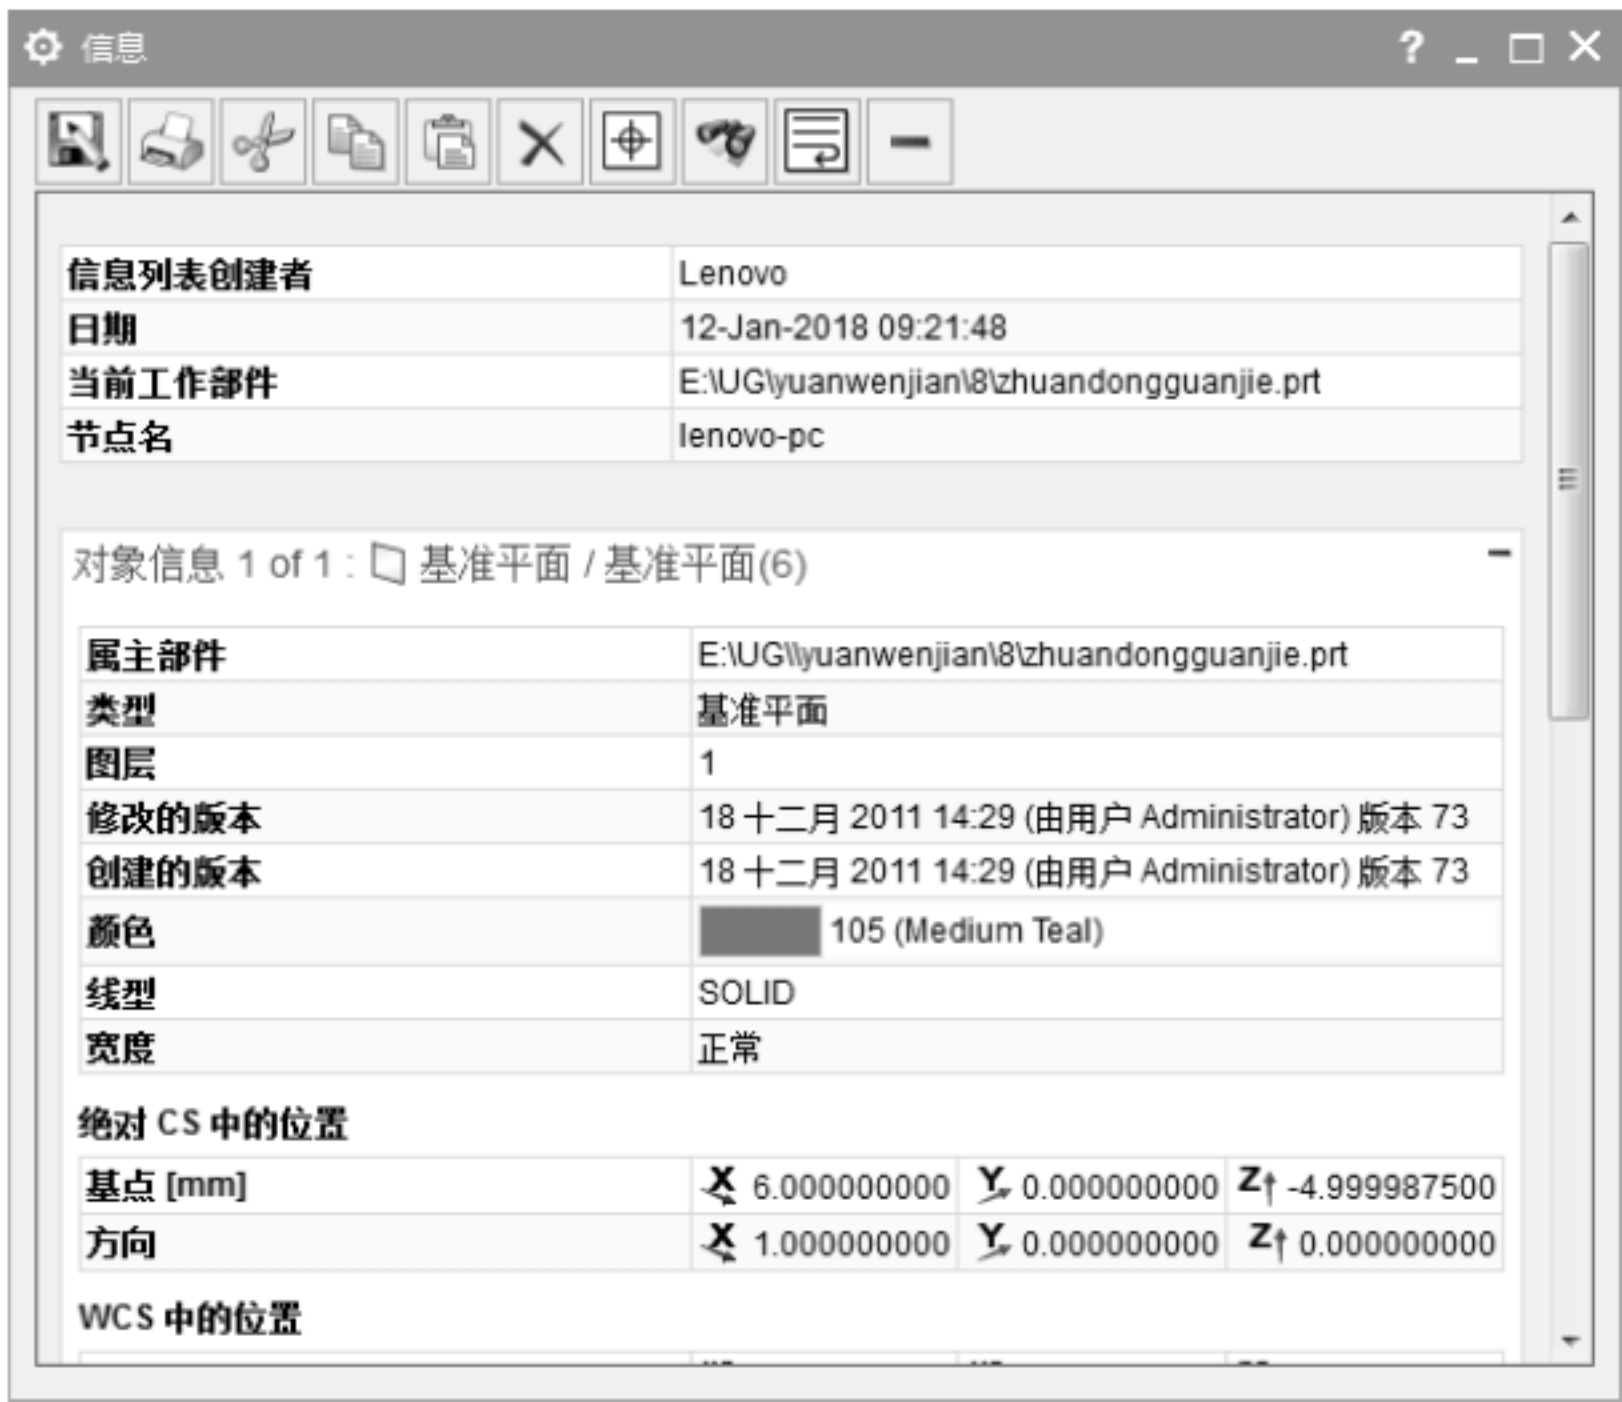 信息
信息列表创建者 Lenovo
日期 12-Jan-2018 09:21:48
当前工作部件 E:\UG\yuanwenjian\8\zhuandongguanjie.prt
节点名 lenovo-pc
对象信息 1 of 1 : 基准平面 / 基准平面(6)
属主部件 E:\UG\\yuanwenjian\8\zhuandongguanjie.prt
类型 基准平面
图层 1
修改的版本 18 十二月 2011 14:29 (由用户 Administrator) 版本 73
创建的版本 18 十二月 2011 14:29 (由用户 Administrator) 版本 73
颜色 105 (Medium Teal)
线型 SOLID
宽度 正常
绝对 CS 中的位置
基点 [mm] X 6.000000000 Y 0.000000000 Z -4.999987500
方向 X 1.000000000 Y 0.000000000 Z 0.000000000
WCS 中的位置